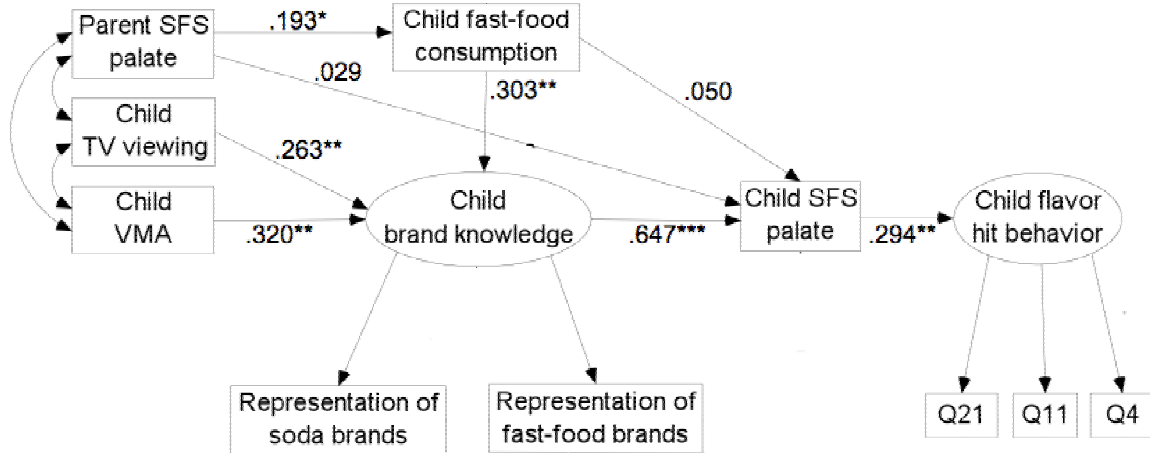 Parent SFS
palate
.193*
Child fast-food
consumption
.029
.303**
.050
Child
TV viewing
.263**
Child
VMA
.320**
Child
brand knowledge
.647***
Child SFS
palate
.294**
Child flavor
hit behavior
Representation of
soda brands
Representation of
fast-food brands
Q21
Q11
Q4